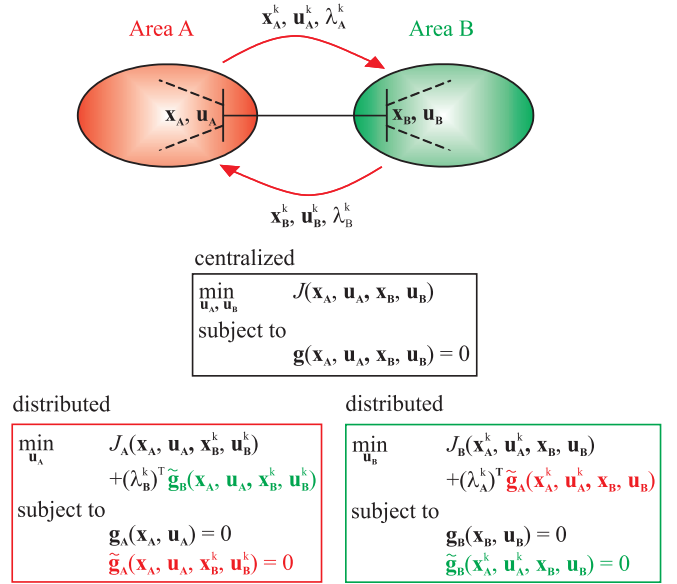 x_A^k, u_A^k, λ_A^k
Area A
Area B
x_A, u_A
x_B, u_B
x_B^k, u_B^k, λ_B^k
centralized
min_{u_A, u_B} J(x_A, u_A, x_B, u_B)
subject to
g(x_A, u_A, x_B, u_B) = 0
distributed
min_{u_A} J_A(x_A, u_A, x_B^k, u_B^k)
+(λ_B^k)^T g̃_B(x_A, u_A, x_B^k, u_B^k)
subject to
g_A(x_A, u_A) = 0
g̃_A(x_A, u_A, x_B^k, u_B^k) = 0
distributed
min_{u_B} J_B(x_A^k, u_A^k, x_B, u_B)
+(λ_A^k)^T g̃_A(x_A^k, u_A^k, x_B, u_B)
subject to
g_B(x_B, u_B) = 0
g̃_B(x_A^k, u_A^k, x_B, u_B) = 0